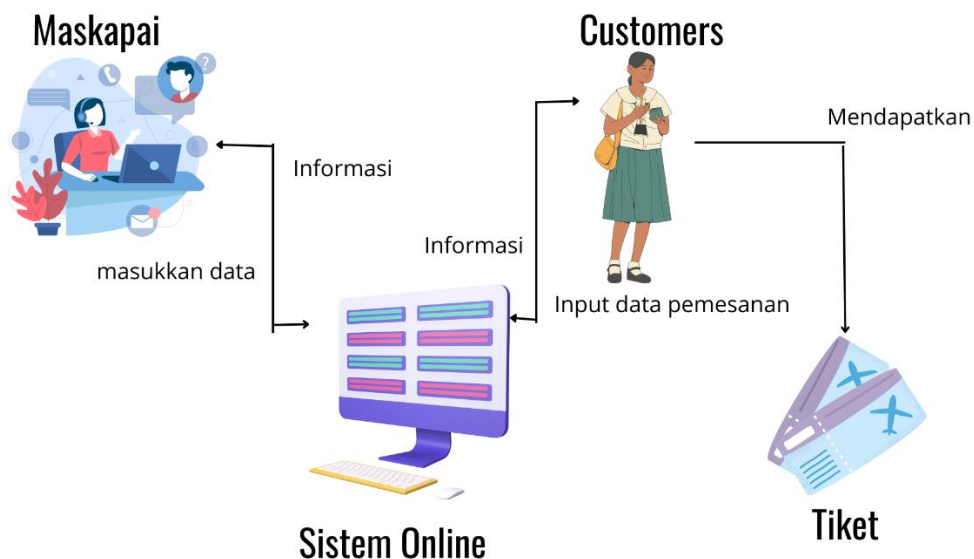 Maskapai
Customers
Mendapatkan
Informasi
Informasi
masukkan data
Input data pemesanan
Sistem Online
Tiket
?